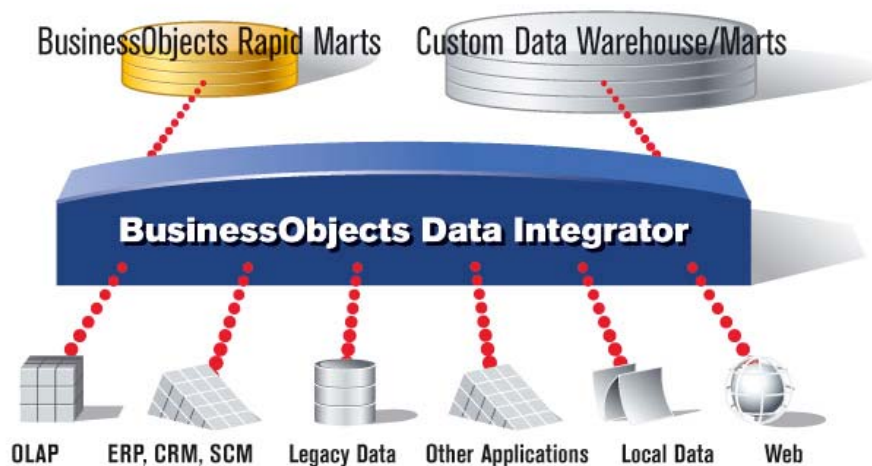 BusinessObjects Rapid Marts
Custom Data Warehouse/Marts
BusinessObjects Data Integrator
OLAP
ERP, CRM, SCM
Legacy Data
Other Applications
Local Data
Web